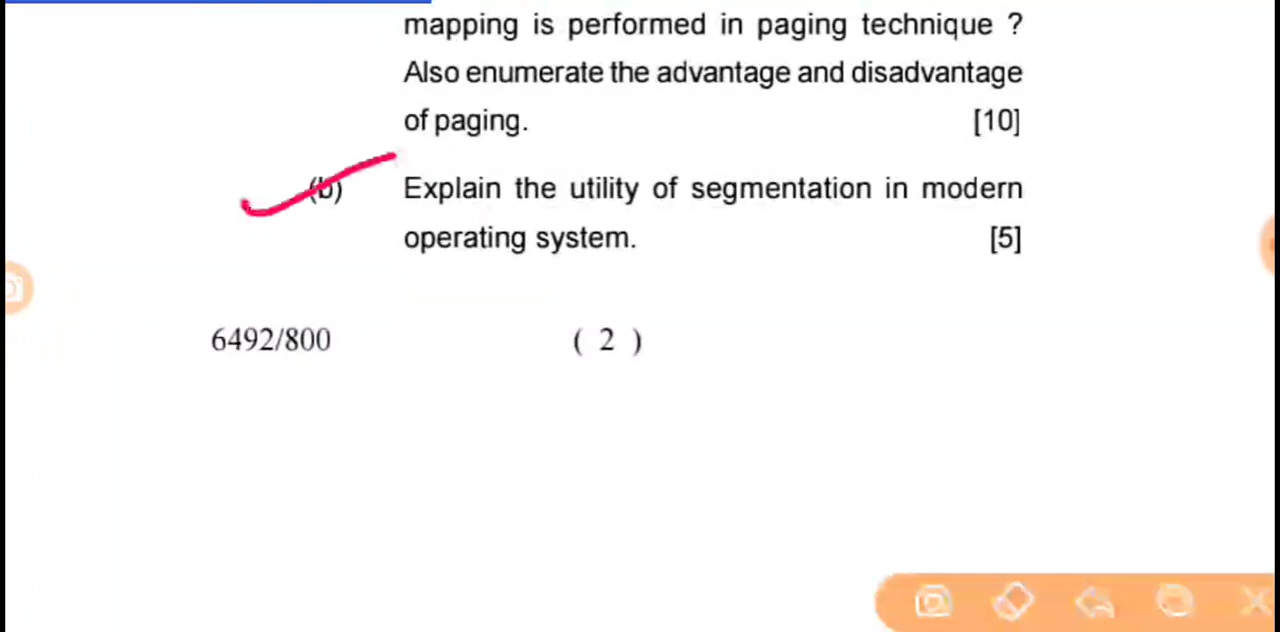 mapping is performed in paging technique ?
Also enumerate the advantage and disadvantage
of paging. [10]
(b) Explain the utility of segmentation in modern
operating system. [5]
6492/800 ( 2 )